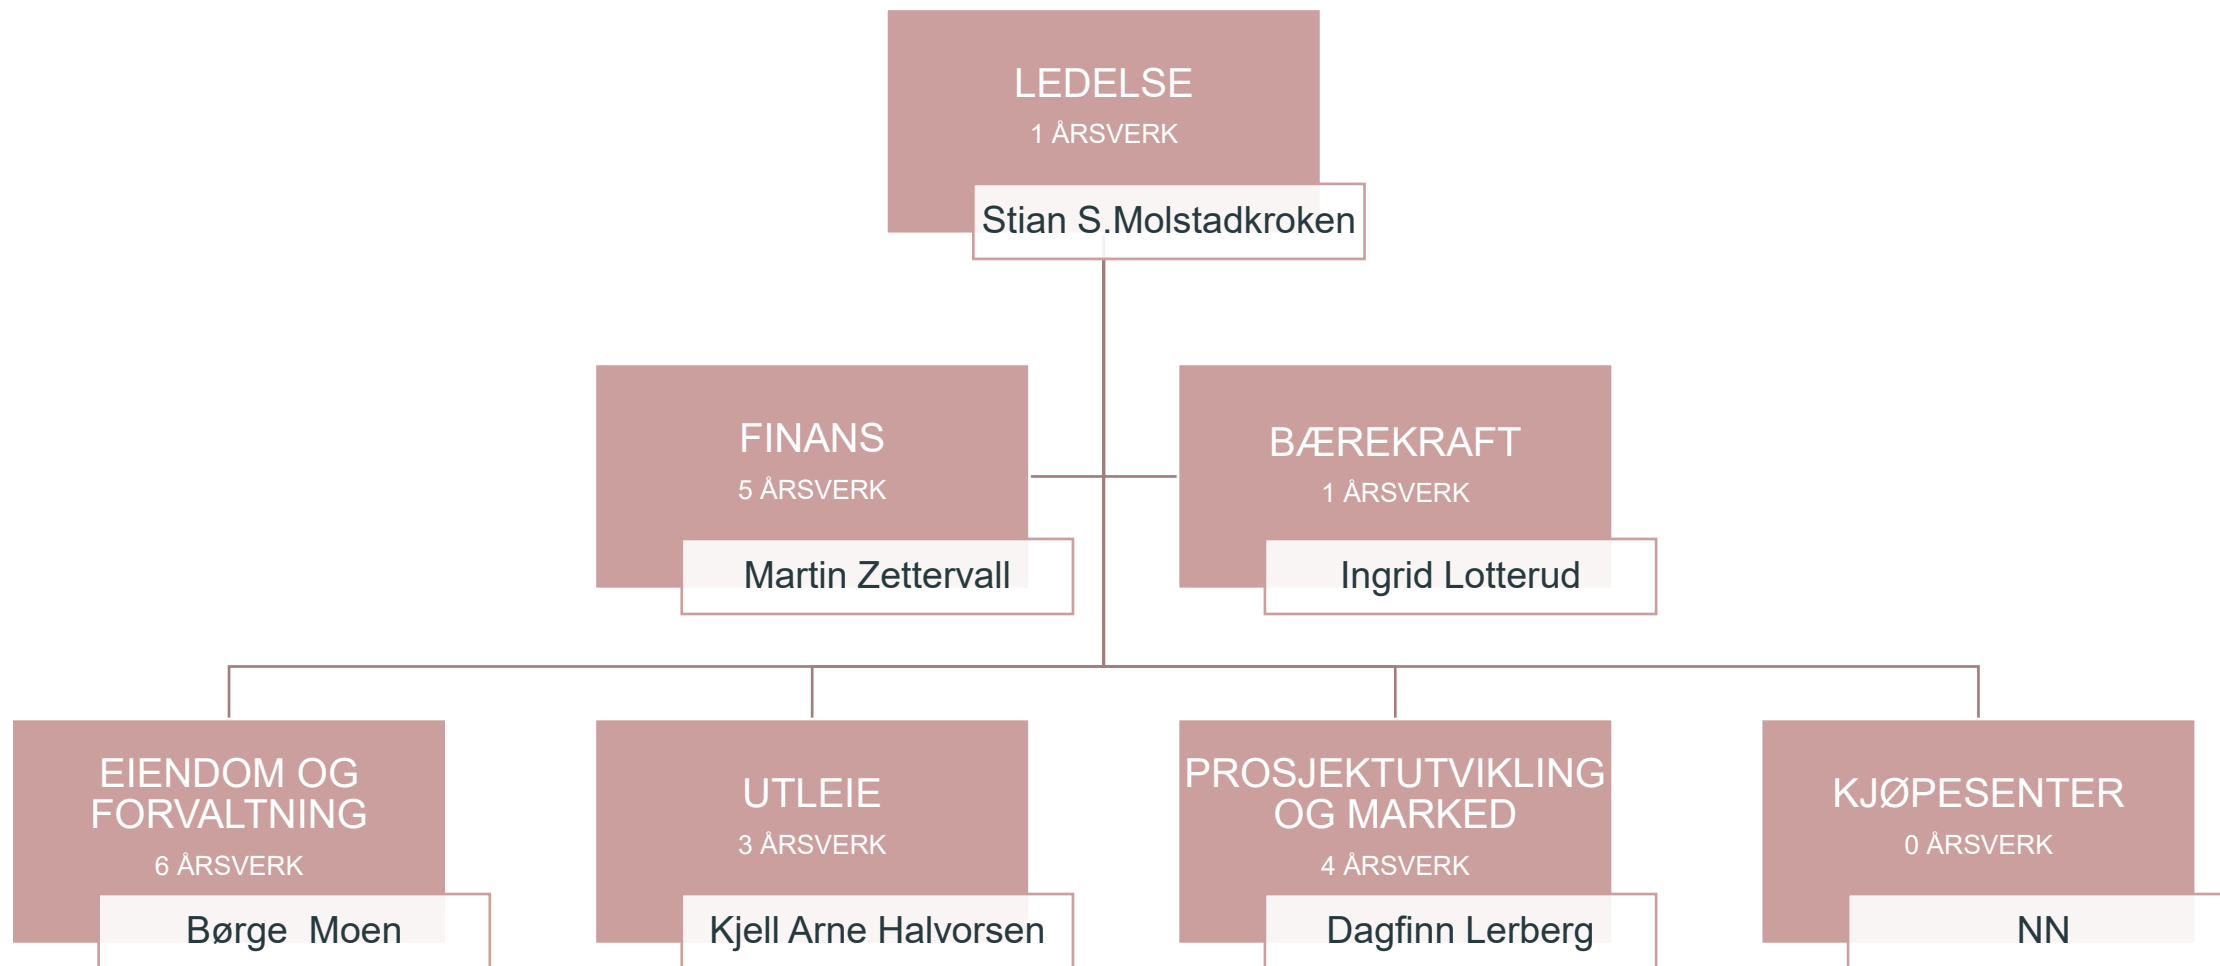 LEDELSE
1 ÅRSVERK
Stian S.Molstadkroken
FINANS
5 ÅRSVERK
Martin Zettervall
BÆREKRAFT
1 ÅRSVERK
Ingrid Lotterud
EIENDOM OG
FORVALTNING
6 ÅRSVERK
Børge  Moen
UTLEIE
3 ÅRSVERK
Kjell Arne Halvorsen
PROSJEKTUTVIKLING
OG MARKED
4 ÅRSVERK
Dagfinn Lerberg
KJØPESENTER
0 ÅRSVERK
NN